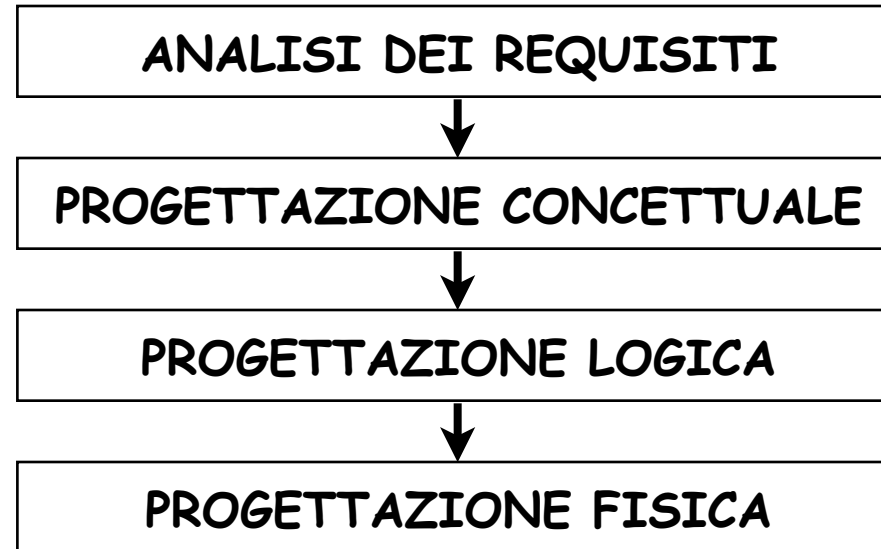 ANALISI DEI REQUISITI
PROGETTAZIONE CONCETTUALE
PROGETTAZIONE LOGICA
PROGETTAZIONE FISICA